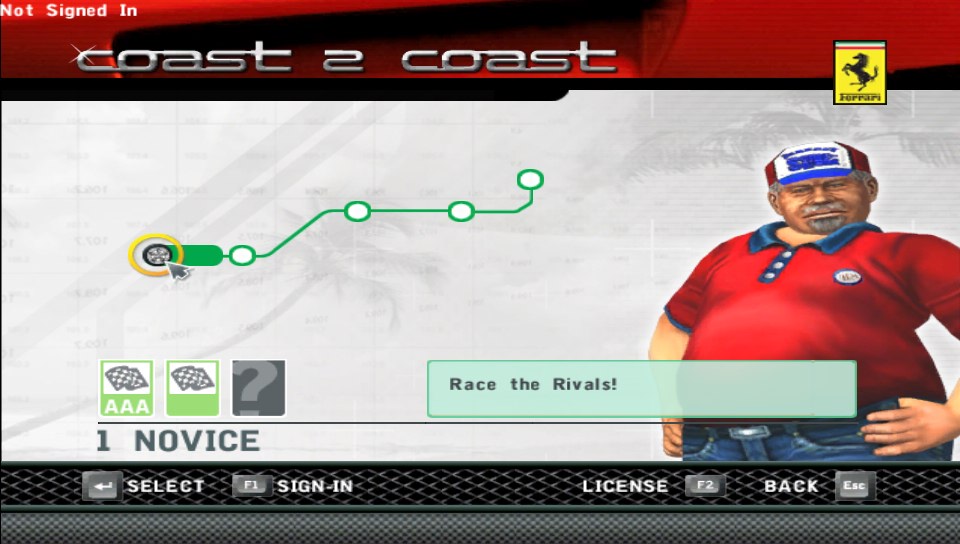 Not Signed In
coast 2 coast
Ferrari
Race the Rivals!
?
AAA
1 NOVICE
SELECT
F1 SIGN-IN
LICENSE F2
BACK Esc